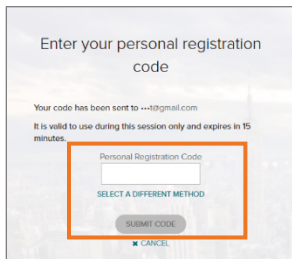 Enter your personal registration
code
Your code has been sent to •••t@gmail.com
It is valid to use during this session only and expires in 15
minutes.
Personal Registration Code
SELECT A DIFFERENT METHOD
SUBMIT CODE
✖ CANCEL